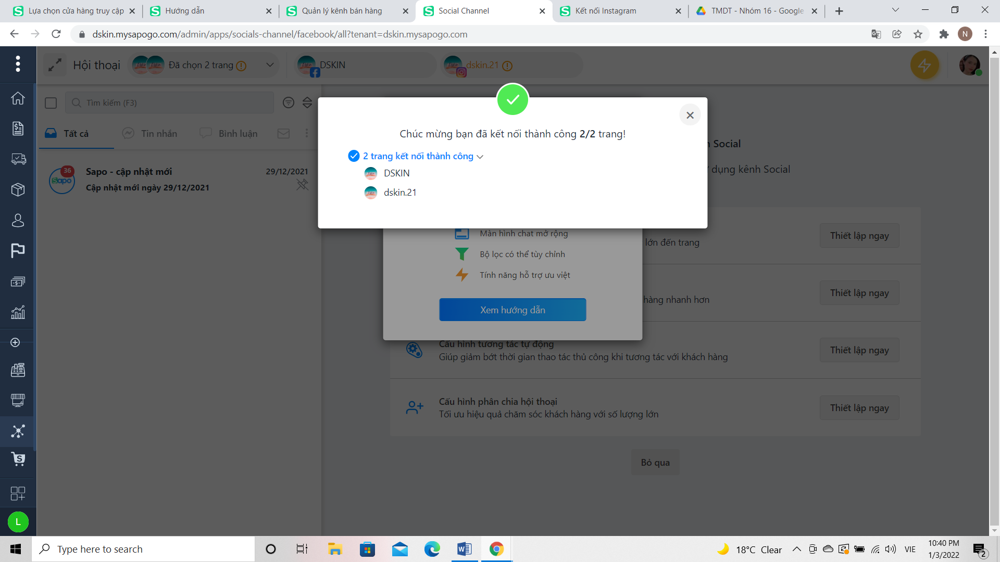 Lựa chọn cửa hàng truy cập
Hướng dẫn
Quản lý kênh bán hàng
Social Channel
Kết nối Instagram
TMDT - Nhóm 16 - Google
dskin.mysapogo.com/admin/apps/socials-channel/facebook/all?tenant=dskin.mysapogo.com
N
Hội thoại
Đã chọn 2 trang
DSKIN
dskin.21
Tìm kiếm (F3)
Tất cả
Tin nhắn
Bình luận
36
Sapo
Sapo - cập nhật mới
29/12/2021
Cập nhật mới ngày 29/12/2021
Chúc mừng bạn đã kết nối thành công 2/2 trang!
2 trang kết nối thành công
DSKIN
dskin.21
Social
dụng kênh Social
Màn hình chat mở rộng
Bộ lọc có thể tùy chỉnh
Tính năng hỗ trợ ưu việt
Xem hướng dẫn
lớn đến trang
Thiết lập ngay
hàng nhanh hơn
Thiết lập ngay
Cấu hình tương tác tự động
Giúp giảm bớt thời gian thao tác thủ công khi tương tác với khách hàng
Thiết lập ngay
Cấu hình phân chia hội thoại
Tối ưu hiệu quả chăm sóc khách hàng với số lượng lớn
Thiết lập ngay
Bỏ qua
L
Type here to search
18°C Clear
VIE
10:40 PM
1/3/2022
2